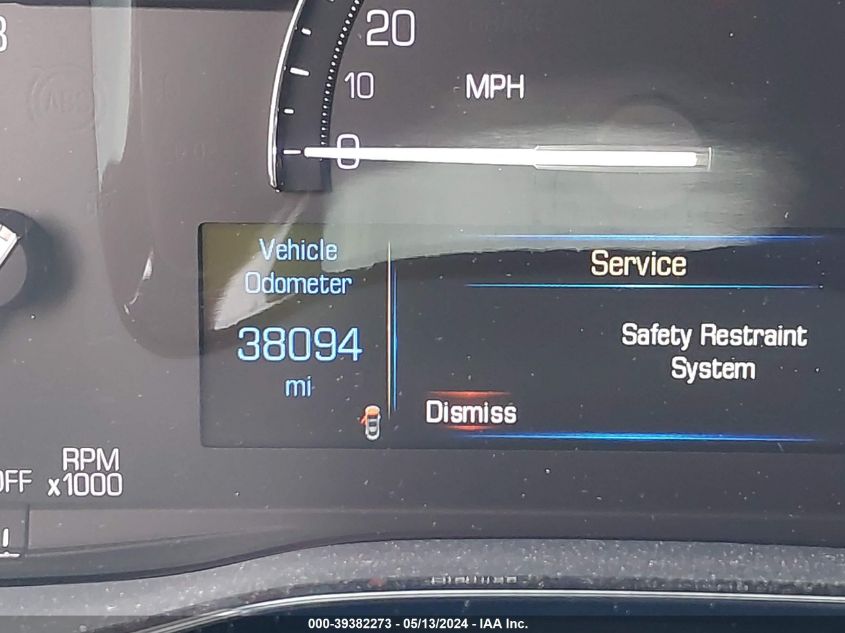 20
10
MPH
0
Vehicle
Odometer
Service
38094
mi
Safety Restraint
System
Dismiss
RPM
x1000
OFF
000-39382273 - 05/13/2024 - IAA Inc.